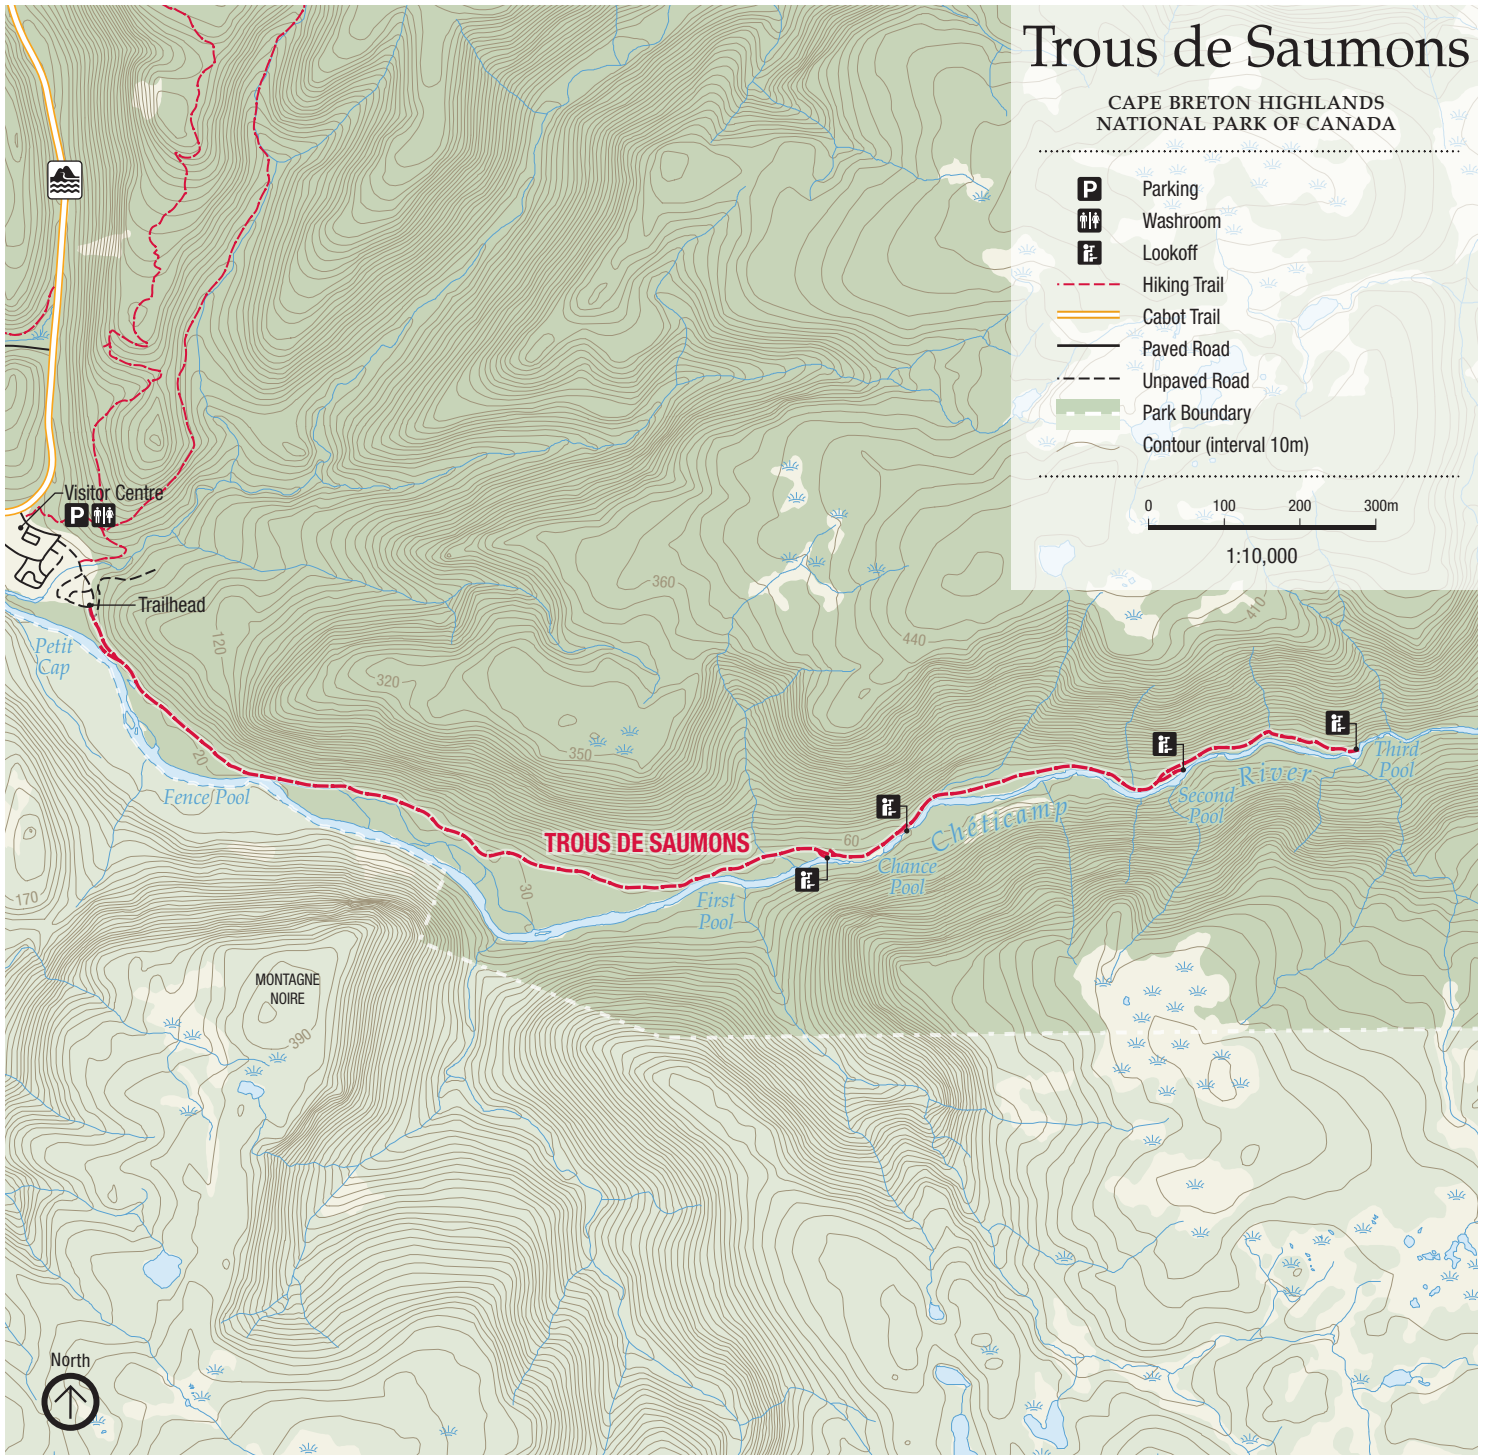 Trous de Saumons
CAPE BRETON HIGHLANDS
NATIONAL PARK OF CANADA
P
Parking
Washroom
Lookoff
Hiking Trail
Cabot Trail
Paved Road
Unpaved Road
Park Boundary
Contour (interval 10m)
0 100 200 300m
1:10,000
Visitor Centre
P
Trailhead
Petit
Cap
120
320
360
440
410
350
20
Fence Pool
TROUS DE SAUMONS
60
30
First
Pool
Chance
Pool
Chéticamp
River
Second
Pool
Third
Pool
170
MONTAGNE
NOIRE
390
North